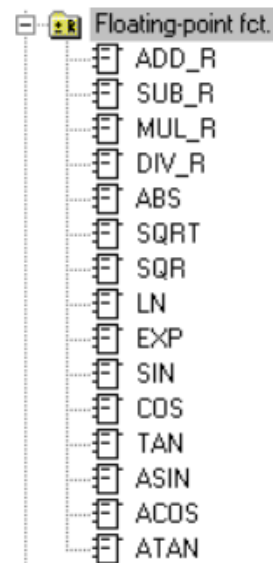 Floating-point fct.
ADD_R
SUB_R
MUL_R
DIV_R
ABS
SQRT
SQR
LN
EXP
SIN
COS
TAN
ASIN
ACOS
ATAN